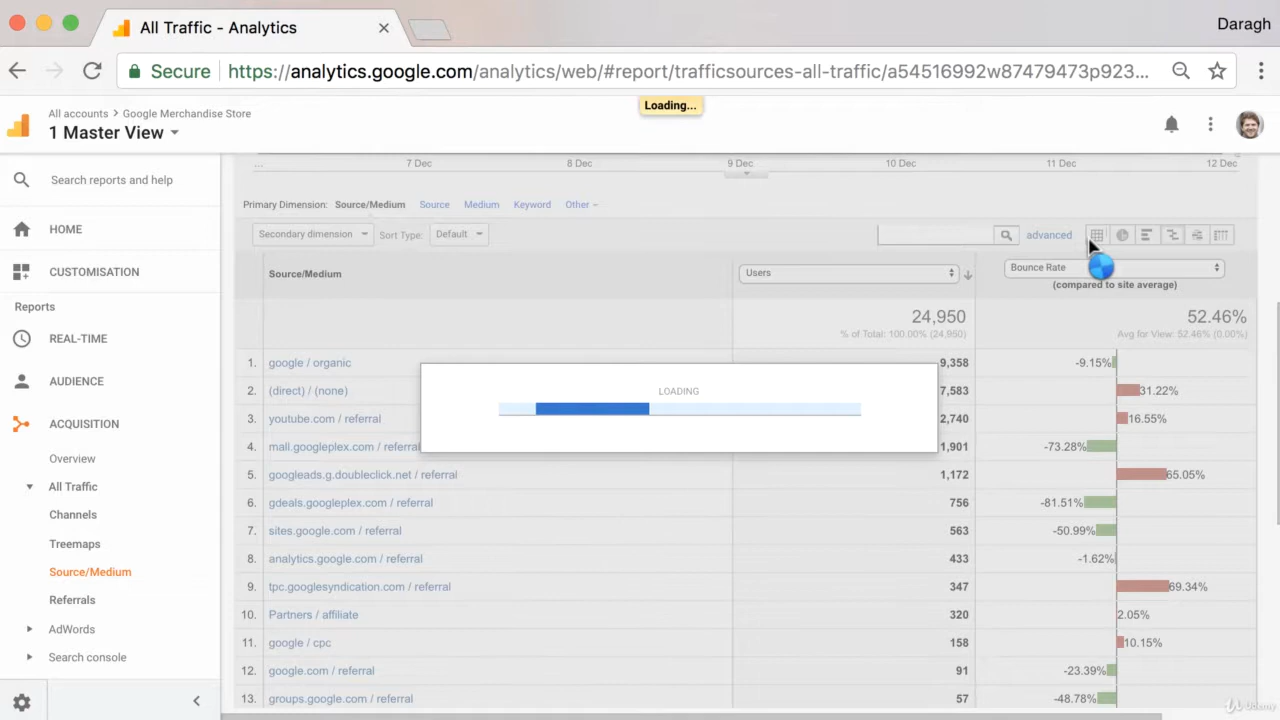 All Traffic - Analytics
Daragh
Secure
https://analytics.google.com/analytics/web/#report/trafficsources-all-traffic/a54516992w87479473p923...
Loading...
All accounts > Google Merchandise Store
1 Master View
Search reports and help
HOME
CUSTOMISATION
Reports
REAL-TIME
AUDIENCE
ACQUISITION
Overview
All Traffic
Channels
Treemaps
Source/Medium
Referrals
AdWords
Search console
... 7 Dec 8 Dec 9 Dec 10 Dec 11 Dec 12 Dec
Primary Dimension: Source/Medium Source Medium Keyword Other
Secondary dimension Sort Type: Default advanced
Source/Medium Users Bounce Rate
(compared to site average)
24,950 52.46%
% of Total: 100.00% (24,950) Avg for View: 52.46% (0.00%)
LOADING
1. google / organic 9,358 -9.15%
2. (direct) / (none) 7,583 31.22%
3. youtube.com / referral 2,740 16.55%
4. mall.googleplex.com / referral 1,901 -73.28%
5. googleads.g.doubleclick.net / referral 1,172 65.05%
6. gdeals.googleplex.com / referral 756 -81.51%
7. sites.google.com / referral 563 -50.99%
8. analytics.google.com / referral 433 -1.62%
9. tpc.googlesyndication.com / referral 347 69.34%
10. Partners / affiliate 320 2.05%
11. google / cpc 158 10.15%
12. google.com / referral 91 -23.39%
13. groups.google.com / referral 57 -48.78%
Udemy